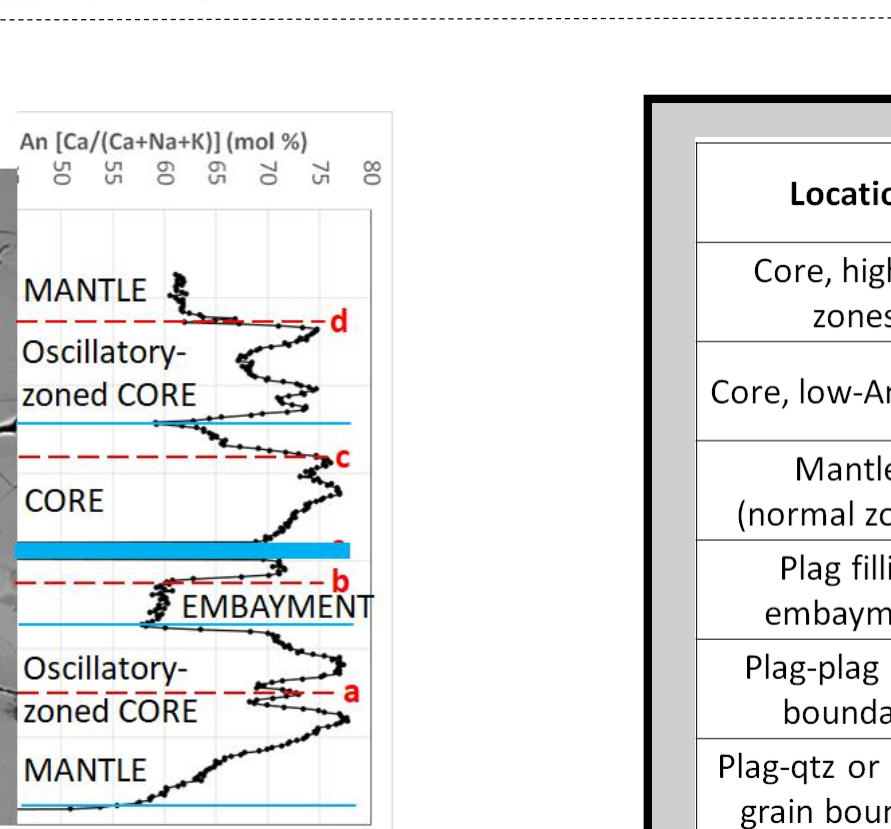 An [Ca/(Ca+Na+K)] (mol %)
50 55 60 65 70 75 80
MANTLE
d
Oscillatory-
zoned CORE
c
CORE
b
EMBAYMENT
Oscillatory-
a
zoned CORE
MANTLE
Locatio
Core, high
zones
Core, low-An
Mantle
(normal zo
Plag filli
embaym
Plag-plag
bounda
Plag-qtz or
grain boun